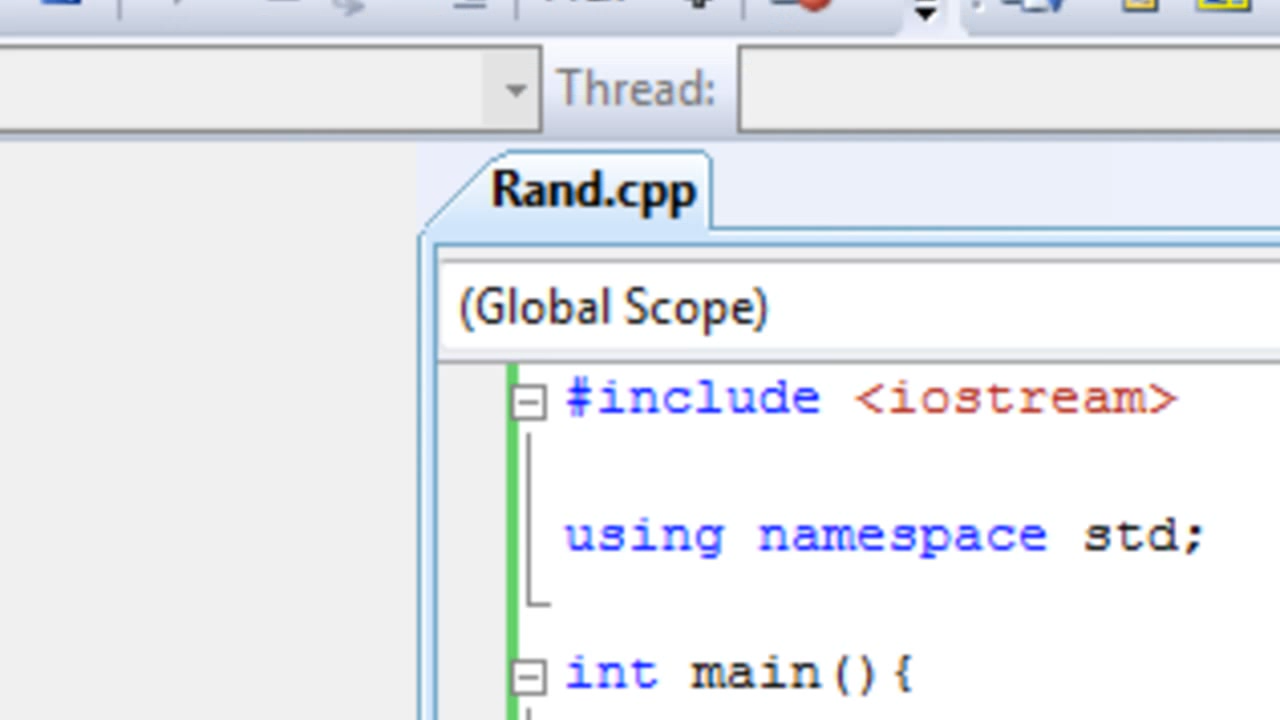 Thread:
Rand.cpp
(Global Scope)
#include <iostream>
using namespace std;
int main(){